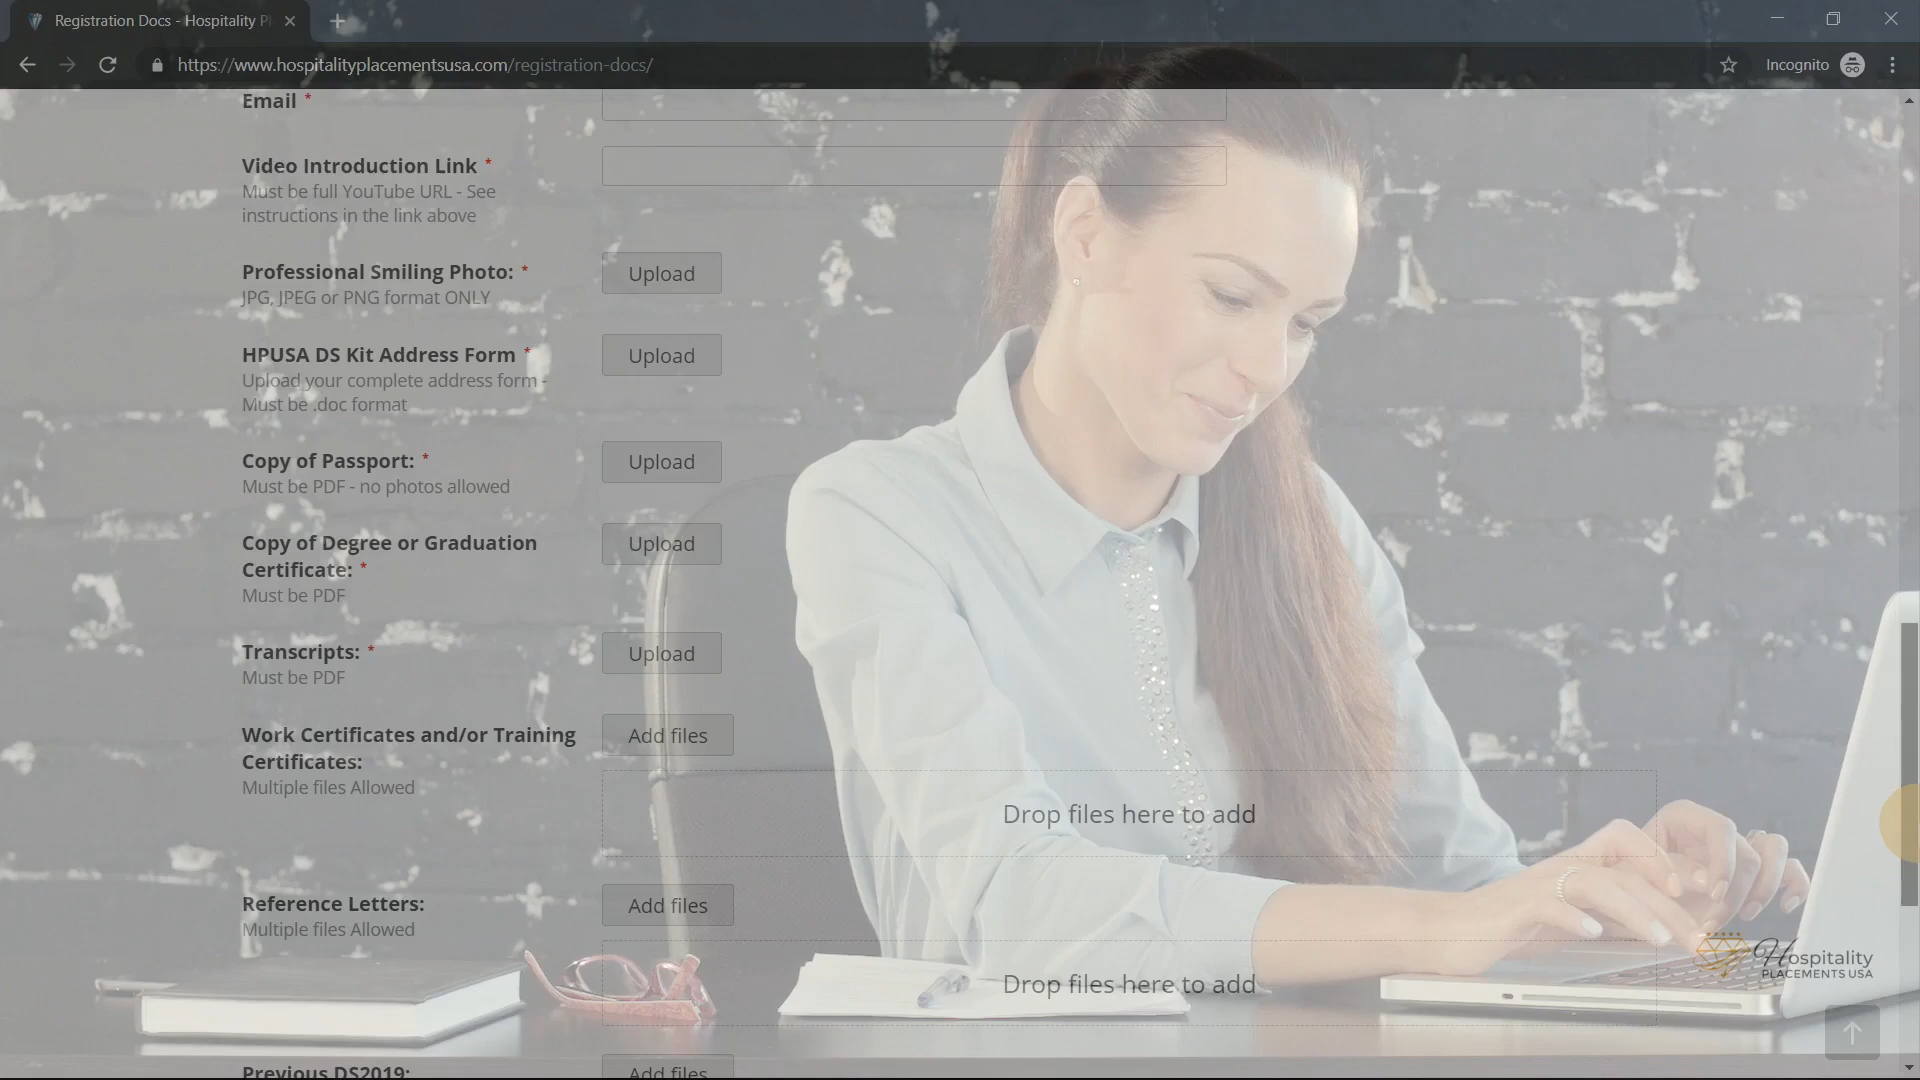 Registration Docs - Hospitality P
https://www.hospitalityplacementsusa.com/registration-docs/
Incognito
Email *
Video Introduction Link *
Must be full YouTube URL - See
instructions in the link above
Professional Smiling Photo: *
Upload
JPG, JPEG or PNG format ONLY
HPUSA DS Kit Address Form *
Upload
Upload your complete address form -
Must be .doc format
Copy of Passport: *
Upload
Must be PDF - no photos allowed
Copy of Degree or Graduation
Certificate: *
Upload
Must be PDF
Transcripts: *
Upload
Must be PDF
Work Certificates and/or Training
Certificates:
Add files
Multiple files Allowed
Drop files here to add
Reference Letters:
Add files
Multiple files Allowed
Drop files here to add
Hospitality
PLACEMENTS USA
Previous DS2019:
Add files